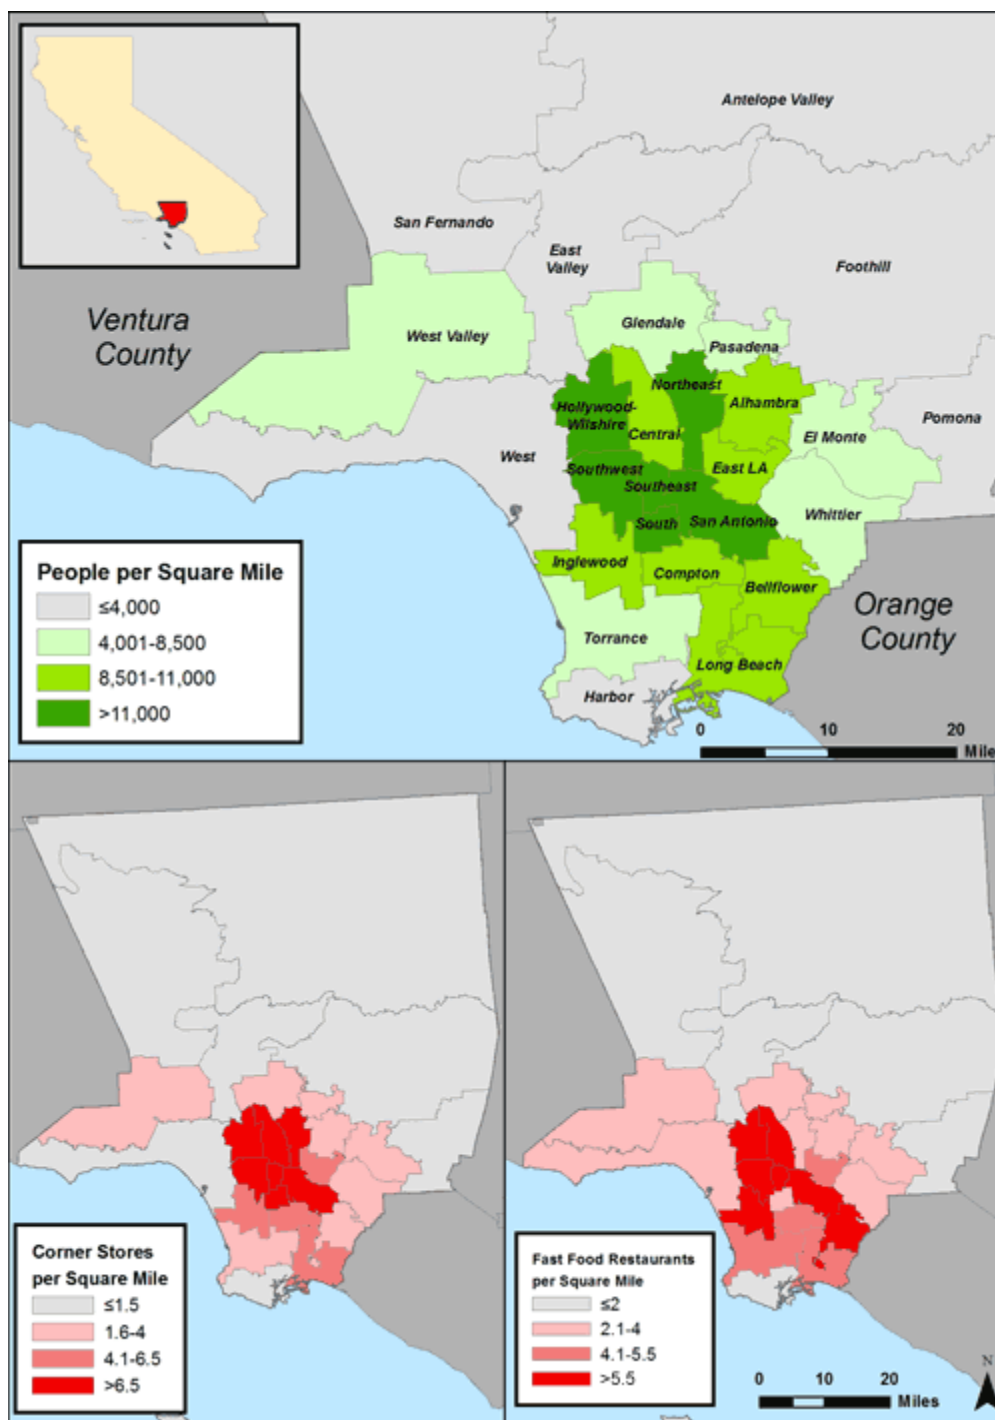 Antelope Valley
San Fernando
East
Valley
Foothill
Ventura
County
Glendale
West Valley
Pasadena
Northeast
Alhambra
Hollywood-
Wilshire
Central
Pomona
El Monte
West
Southwest
East LA
Southeast
South
San Antonio
Whittier
Inglewood
Compton
Bellflower
Orange
County
Torrance
Long Beach
Harbor
People per Square Mile
≤4,000
4,001-8,500
8,501-11,000
>11,000
0 10 20
Mile
Corner Stores
per Square Mile
≤1.5
1.6-4
4.1-6.5
>6.5
Fast Food Restaurants
per Square Mile
≤2
2.1-4
4.1-5.5
>5.5
0 10 20
Miles
N